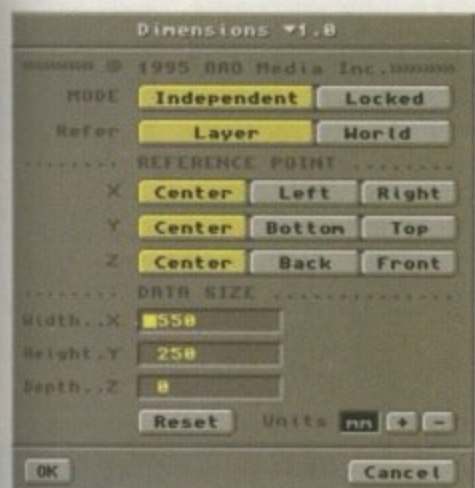 Dimensions ▼1.0
1995 Media Inc.
MODE Independent Locked
Refer Layer World
REFERENCE POINT
X Center Left Right
Y Center Bottom Top
Z Center Back Front
DATA SIZE
Width..X 550
Height.Y 250
Depth..Z 0
Reset Units mm + -
OK Cancel